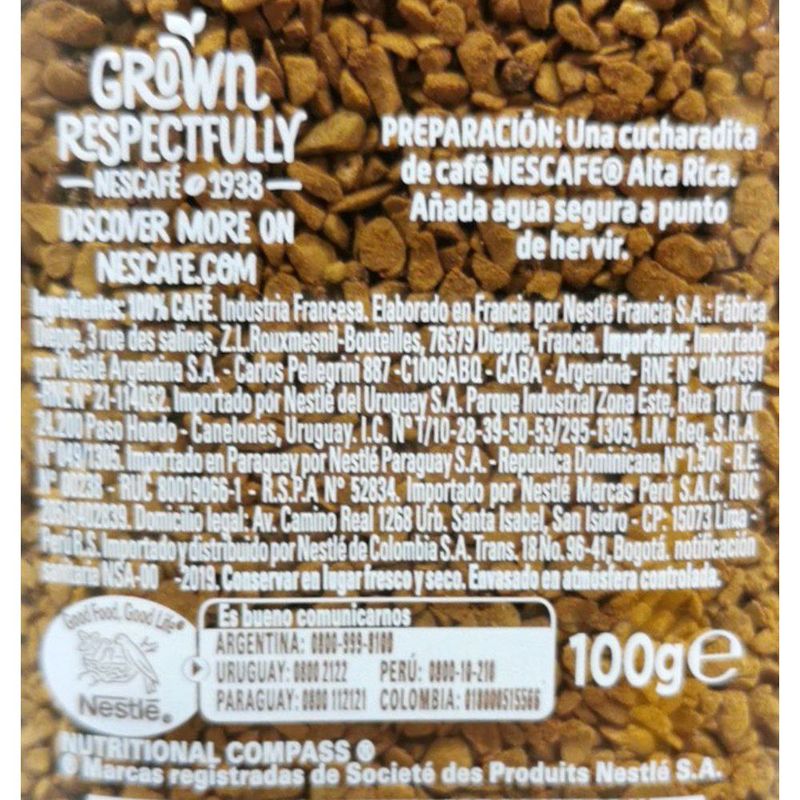 GROWN
RESPECTFULLY
NESCAFÉ 1938
DISCOVER MORE ON
NESCAFE.COM
PREPARACIÓN: Una cucharadita
de café NESCAFE® Alta Rica.
Añada agua segura a punto
de hervir.
Ingredientes: 100% CAFÉ. Industria Francesa. Elaborado en Francia por Nestlé Francia S.A.: Fábrica
Dieppe, 3 rue des salines, Z.L.Rouxmesnil-Bouteilles, 76379 Dieppe, Francia. Importador: Importado
por Nestlé Argentina S.A. - Carlos Pellegrini 887 -C1009ABQ - CABA - Argentina- RNE N° 00014591
RNE N° 21-114032. Importado por Nestlé del Uruguay S.A. Parque Industrial Zona Este, Ruta 101 Km
24.200 Paso Hondo - Canelones, Uruguay. I.C. N° T/10-28-39-50-53/295-1305, I.M. Reg. S.R.A.
N° 049/1305. Importado en Paraguay por Nestlé Paraguay S.A. - República Dominicana N° 1.501 - R.E.
N° - RUC 80019066-1 - R.S.P.A N° 52834. Importado por Nestlé Marcas Perú S.A.C. RUC
Domicilio legal: Av. Camino Real 1268 Urb. Santa Isabel, San Isidro - CP: 15073 Lima -
Perú R.S. Importado y distribuido por Nestlé de Colombia S.A. Trans. 18 No. 96-41, Bogotá. notificación
sanitaria NSA-00 -2019. Conservar en lugar fresco y seco. Envasado en atmósfera controlada.
Good Food, Good Life®
Nestlé®
Es bueno comunicarnos
ARGENTINA: 0800-999-8100
URUGUAY: 0800 2122 PERÚ: 0800-10-210
PARAGUAY: 0800 112121 COLOMBIA: 018000515566
100g℮
NUTRITIONAL COMPASS ®
® Marcas registradas de Societé des Produits Nestlé S.A.